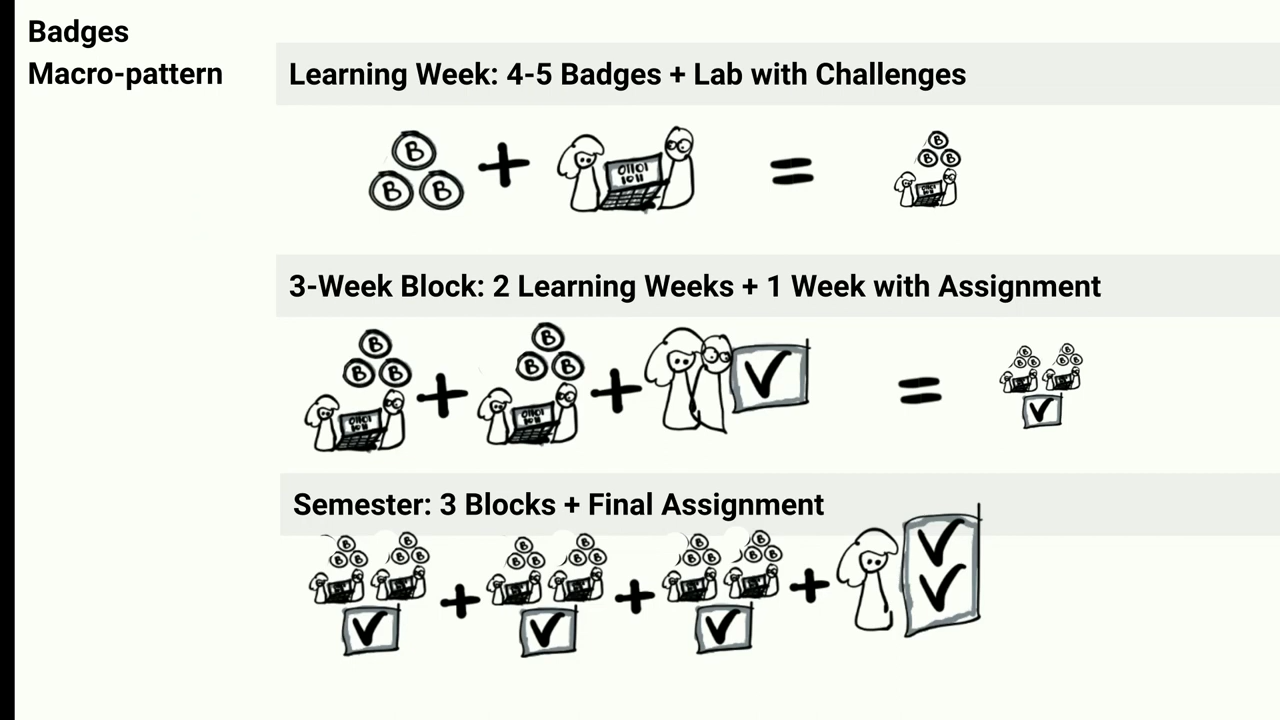 Badges
Macro-pattern
Learning Week: 4-5 Badges + Lab with Challenges
B
B B
+
01101
1011
=
B
B B
3-Week Block: 2 Learning Weeks + 1 Week with Assignment
B
B B
+
B
B B
+
=
Semester: 3 Blocks + Final Assignment
B B
B B B B
+
B B
B B B B
+
B B
B B B B
+